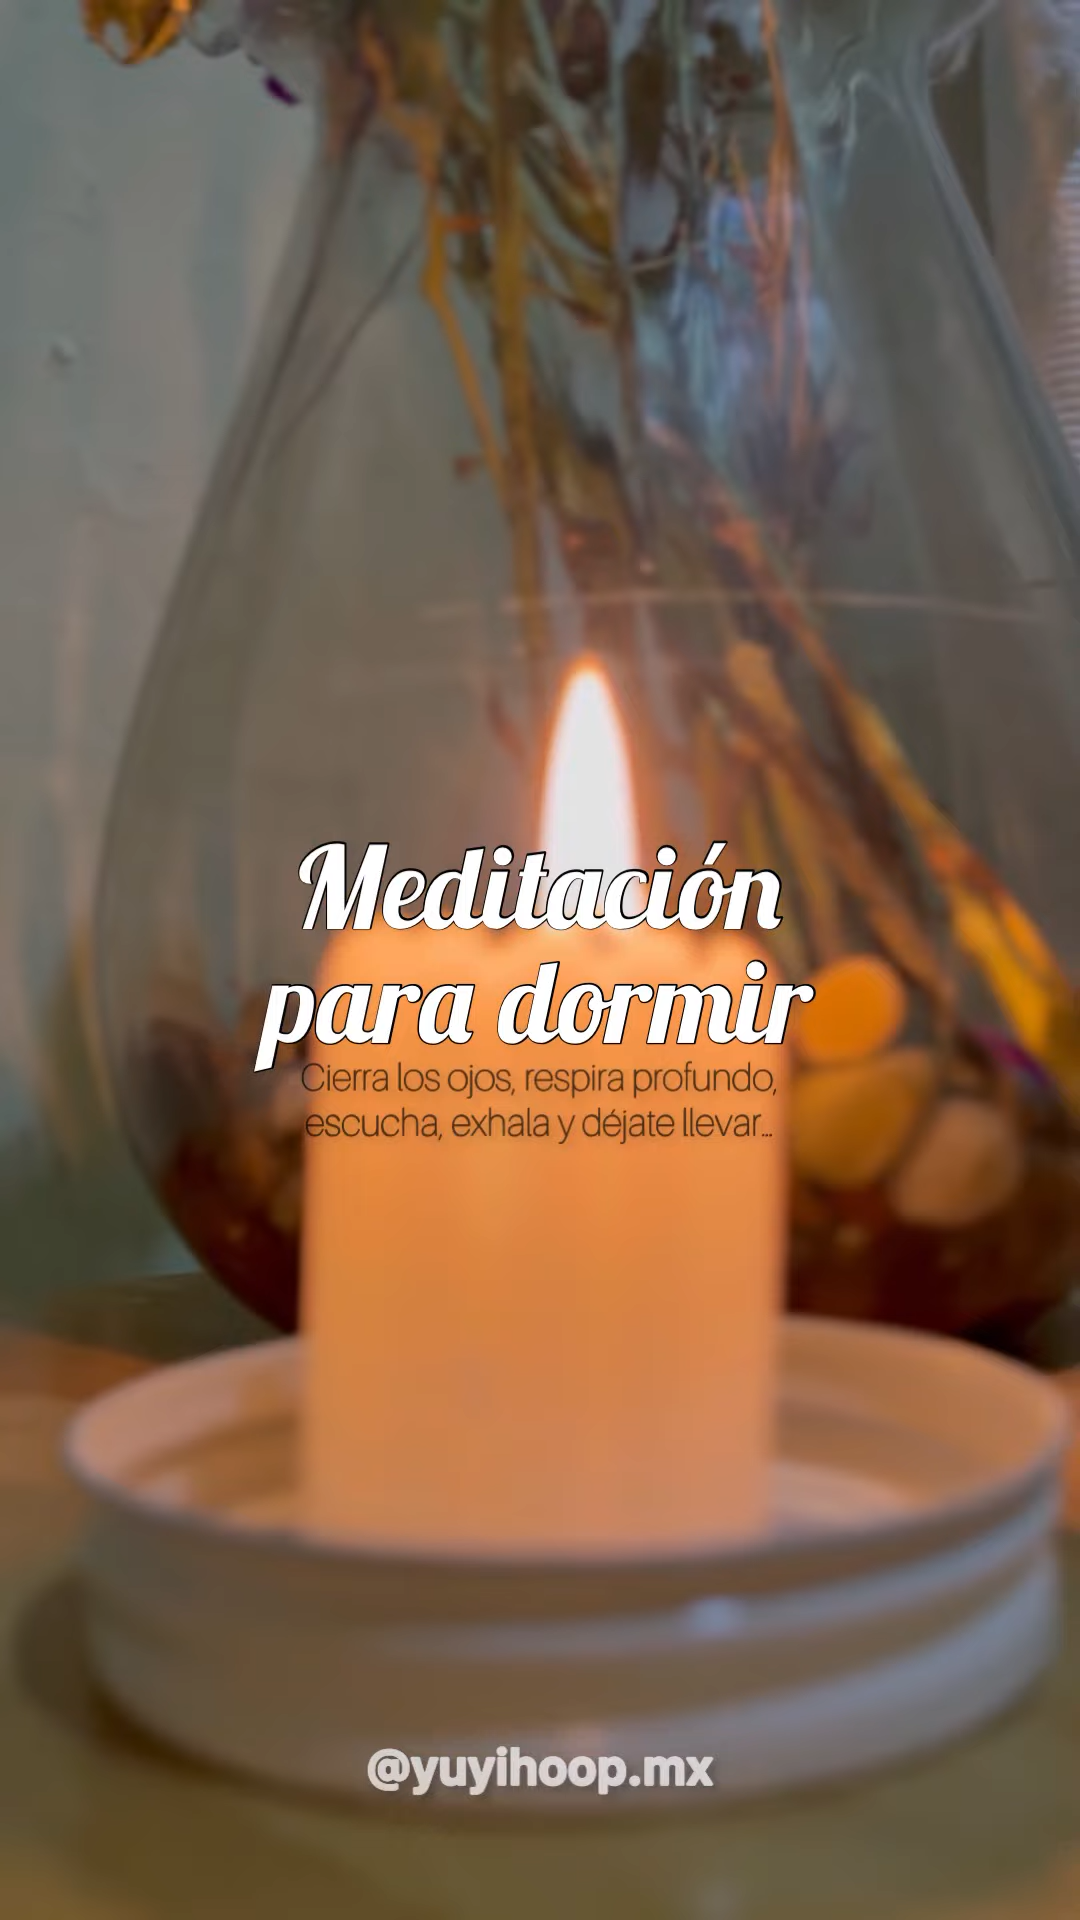 Meditación
para dormir
Cierra los ojos, respira profundo,
escucha, exhala y déjate llevar...
@yuyihoop.mx